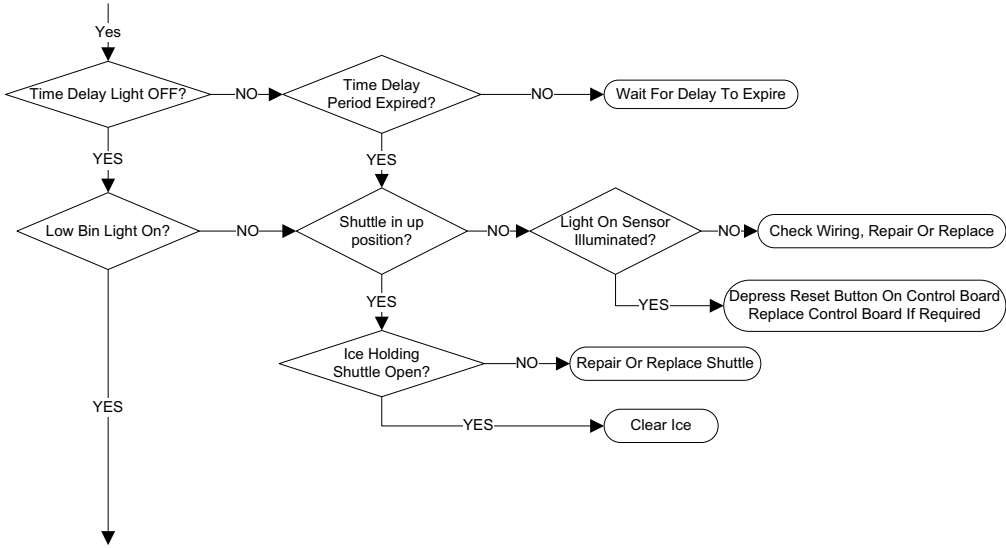 Yes
Time Delay Light OFF?
NO
Time Delay
Period Expired?
NO
Wait For Delay To Expire
YES
YES
Low Bin Light On?
NO
Shuttle in up
position?
NO
Light On Sensor
Illuminated?
NO
Check Wiring, Repair Or Replace
YES
YES
Depress Reset Button On Control Board
Replace Control Board If Required
Ice Holding
Shuttle Open?
NO
Repair Or Replace Shuttle
YES
YES
Clear Ice